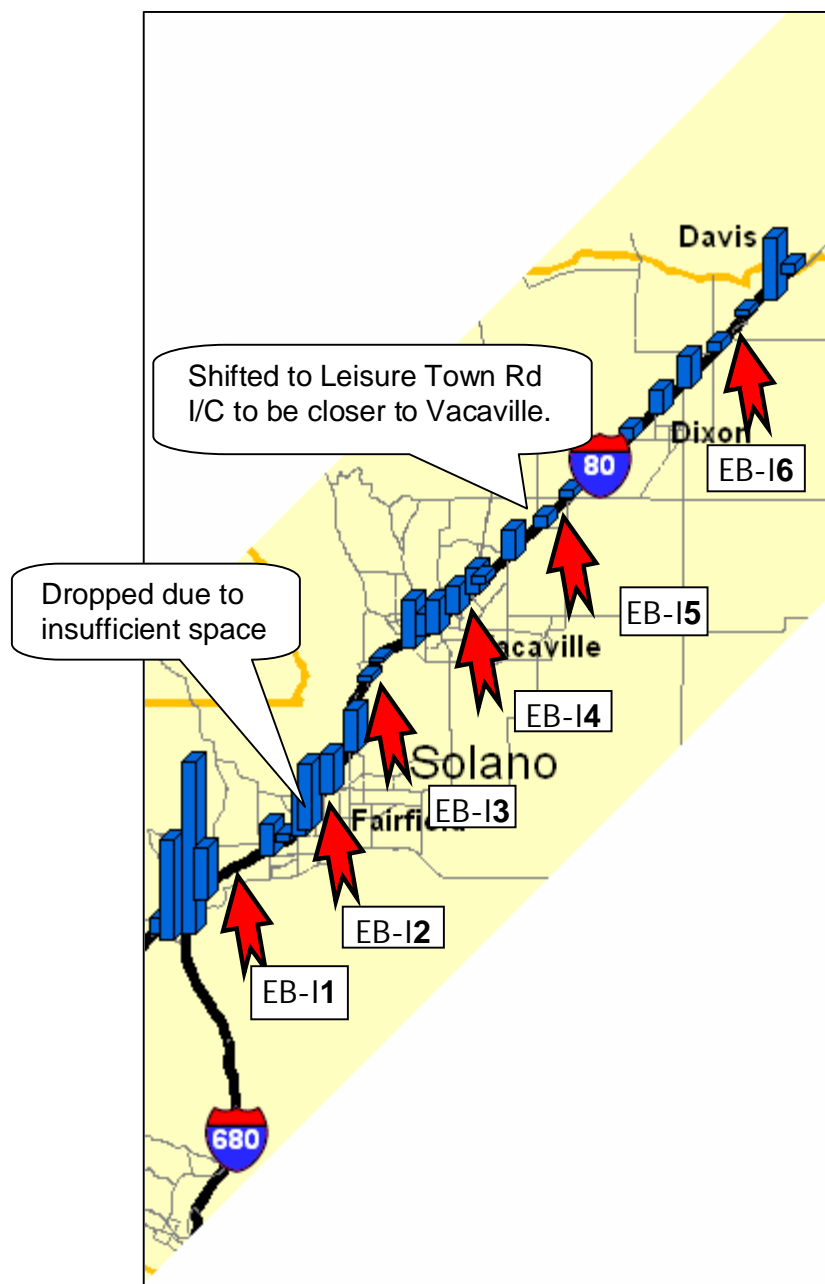 Davis
Shifted to Leisure Town Rd
I/C to be closer to Vacaville.
Dixon
80
EB-I6
Dropped due to
insufficient space
EB-I5
acaville
EB-I4
Solano
EB-I3
Fairfield
EB-I2
EB-I1
680